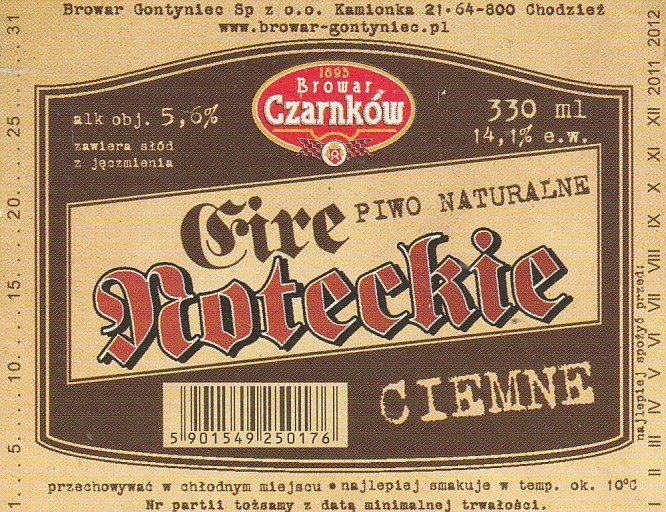 Browar Gontyniec Sp z o.o. Kamionka 21·64-800 Chodzież
www.browar-gontyniec.pl
1895
Browar
Czarnków
alk obj. 5,6%
zawiera słód
z jęczmienia
330 ml
14,1% e.w.
Eire
PIWO NATURALNE
Noteckie
CIEMNE
5 901549 250176
przechowywać w chłodnym miejscu • najlepiej smakuje w temp. ok. 10°C
Nr partii tożsamy z datą minimalnej trwałości.
1....5....10....15....20....25.....31
najlepiej spożyć przed:
I II III IV V VI VII VIII IX X XI XII 2011 2012